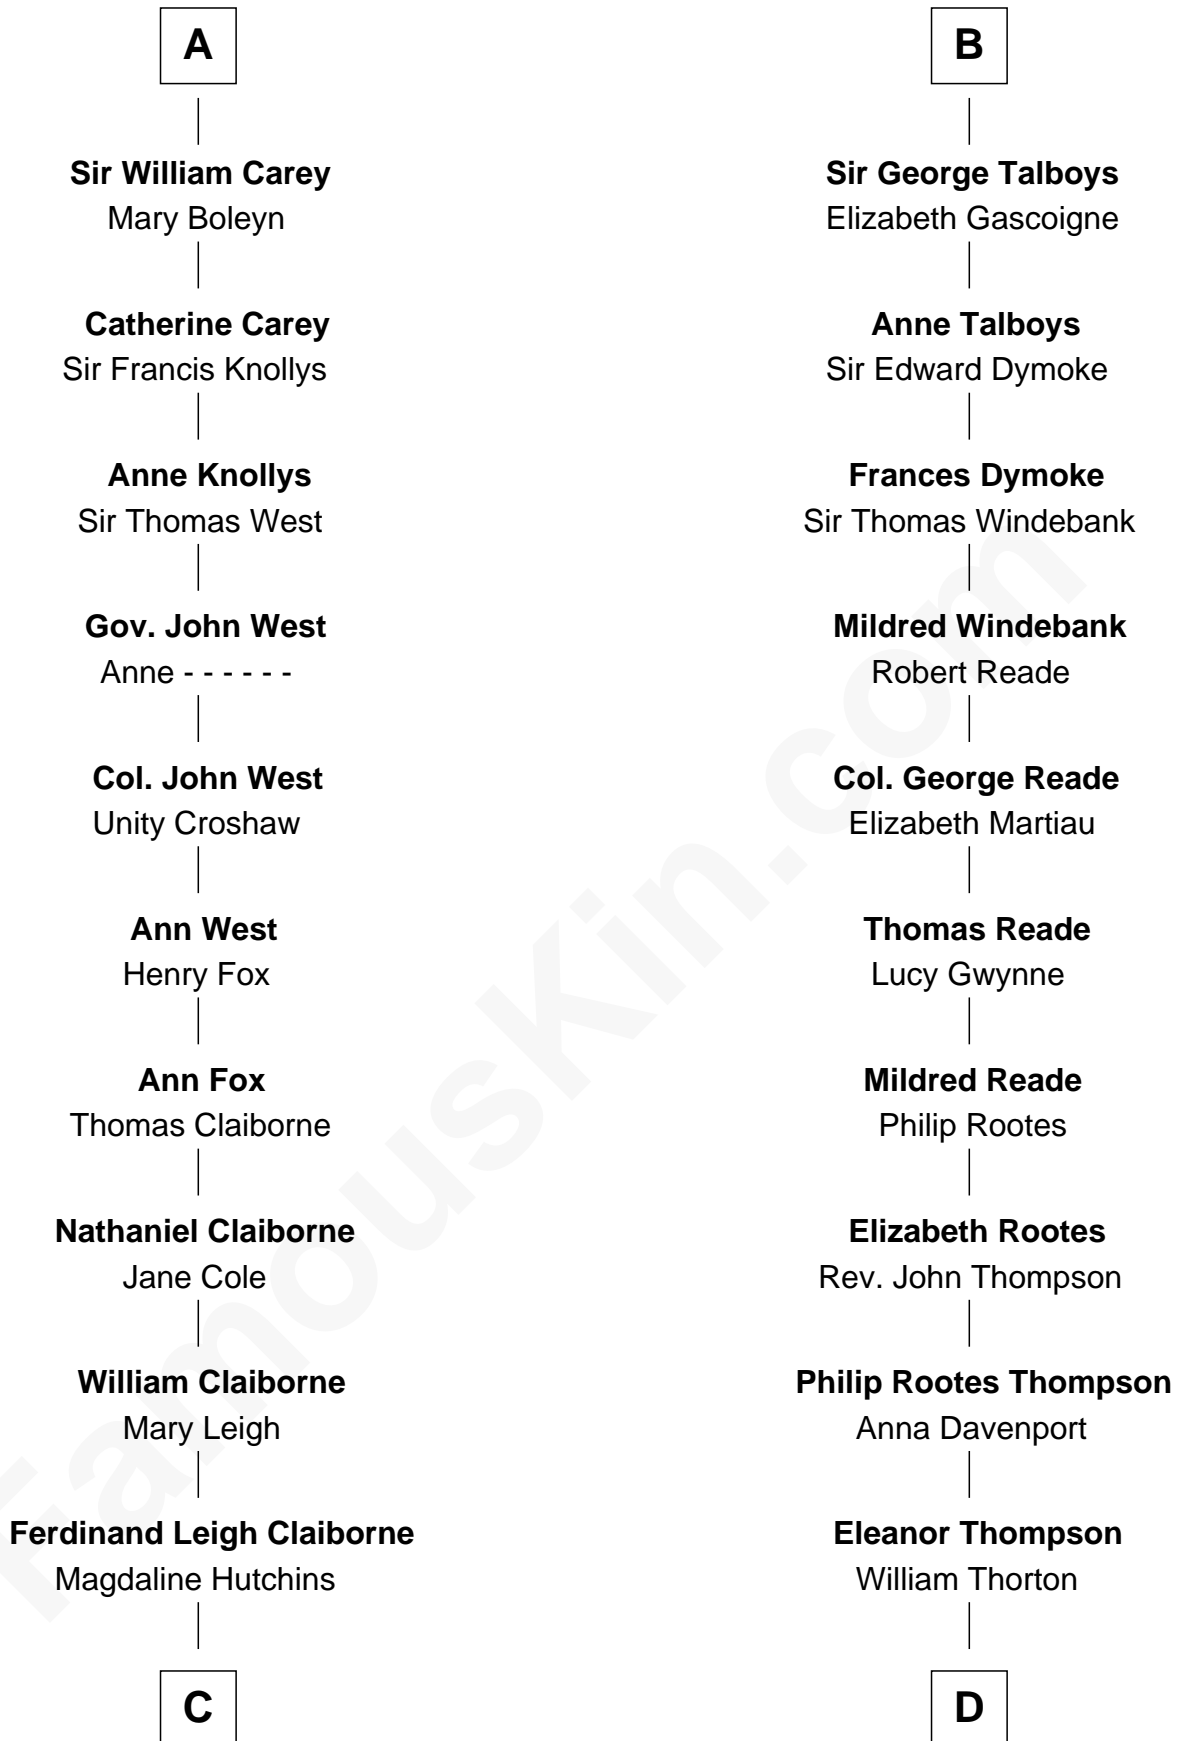 A
Sir William Carey
Mary Boleyn
Catherine Carey
Sir Francis Knollys
Anne Knollys
Sir Thomas West
Gov. John West
Anne - - - - - -
Col. John West
Unity Croshaw
Ann West
Henry Fox
Ann Fox
Thomas Claiborne
Nathaniel Claiborne
Jane Cole
William Claiborne
Mary Leigh
Ferdinand Leigh Claiborne
Magdaline Hutchins
C
B
Sir George Talboys
Elizabeth Gascoigne
Anne Talboys
Sir Edward Dymoke
Frances Dymoke
Sir Thomas Windebank
Mildred Windebank
Robert Reade
Col. George Reade
Elizabeth Martiau
Thomas Reade
Lucy Gwynne
Mildred Reade
Philip Rootes
Elizabeth Rootes
Rev. John Thompson
Philip Rootes Thompson
Anna Davenport
Eleanor Thompson
William Thorton
D
FamousKin.com